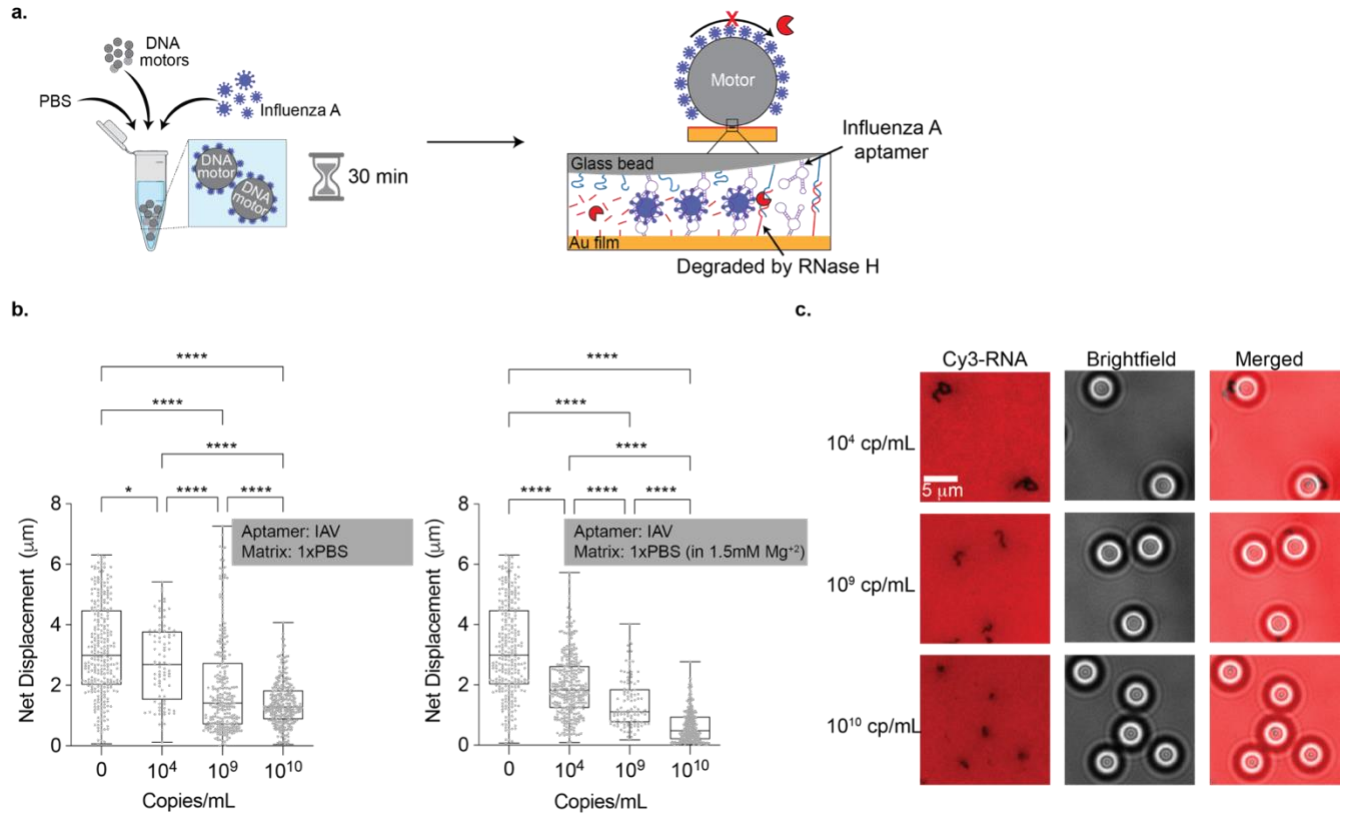 a.
DNA
motors
PBS
Influenza A
DNA
motor
DNA
motor
30 min
Motor
Influenza A
aptamer
Glass bead
Au film
Degraded by RNase H
b.
****
****
****
* **** ****
Aptamer: IAV
Matrix: 1xPBS
Net Displacement (μm)
8
6
4
2
0
0 10⁴ 10⁹ 10¹⁰
Copies/mL
****
****
****
**** **** ****
Aptamer: IAV
Matrix: 1xPBS (in 1.5mM Mg⁺²)
Net Displacement (μm)
8
6
4
2
0
0 10⁴ 10⁹ 10¹⁰
Copies/mL
c.
Cy3-RNA Brightfield Merged
10⁴ cp/mL
5 μm
10⁹ cp/mL
10¹⁰ cp/mL